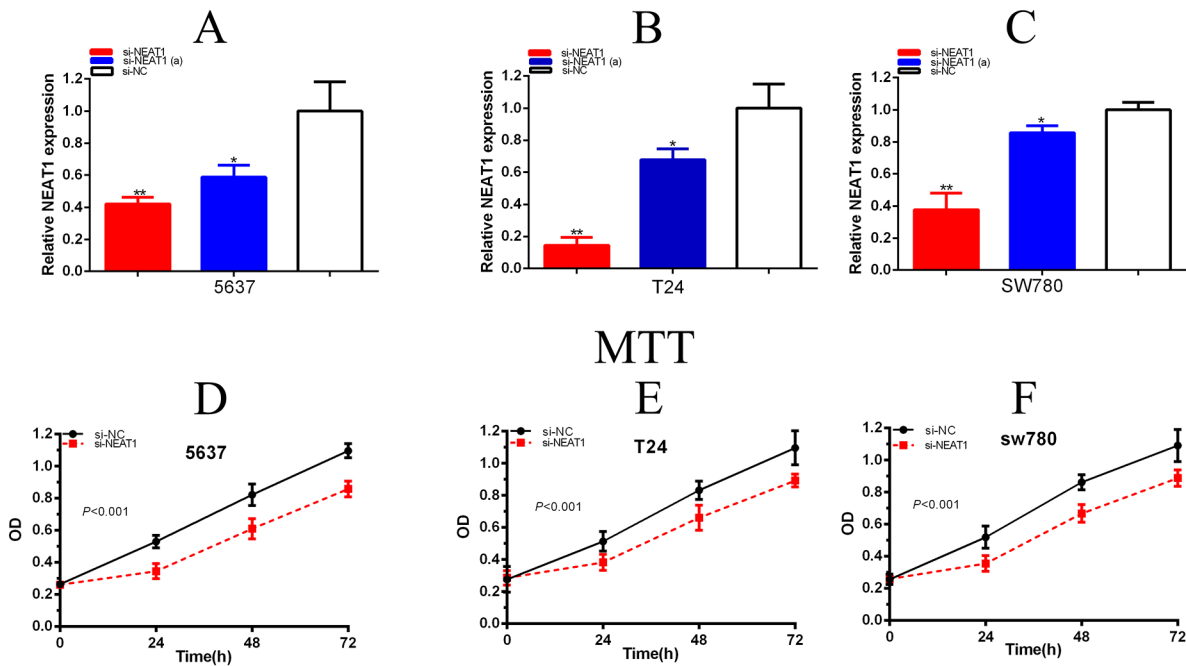 A
si-NEAT1
si-NEAT1 (a)
si-NC
Relative NEAT1 expression
1.2
1.0
0.8
0.6
0.4
0.2
0.0
**
*
5637
B
si-NEAT1
si-NEAT1 (a)
si-NC
Relative NEAT1 expression
1.2
1.0
0.8
0.6
0.4
0.2
0.0
**
*
T24
C
si-NEAT1
si-NEAT1 (a)
si-NC
Relative NEAT1 expression
1.2
1.0
0.8
0.6
0.4
0.2
0.0
**
*
SW780
MTT
D
si-NC
si-NEAT1
5637
P<0.001
OD
1.2
1.0
0.8
0.6
0.4
0.2
0.0
0 24 48 72
Time(h)
E
si-NC
si-NEAT1
T24
P<0.001
OD
1.2
1.0
0.8
0.6
0.4
0.2
0.0
0 24 48 72
Time(h)
F
si-NC
si-NEAT1
sw780
P<0.001
OD
1.2
1.0
0.8
0.6
0.4
0.2
0.0
0 24 48 72
Time(h)